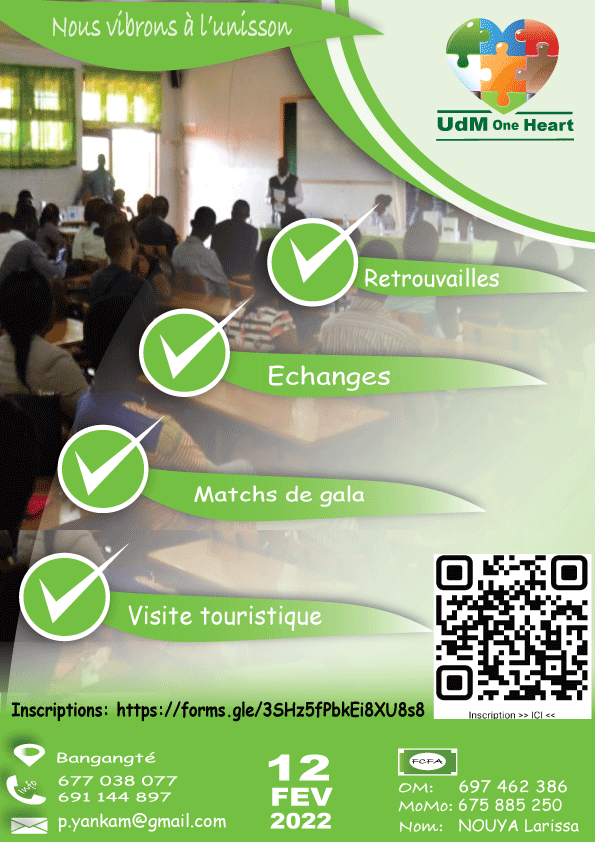 Nous vibrons à l'unisson
UdM One Heart
Retrouvailles
Echanges
Matchs de gala
Visite touristique
Inscriptions: https://forms.gle/3SHz5fPbkEi8XU8s8
Inscription >> ICI <<
Bangangté
Info
677 038 077
691 144 897
p.yankam@gmail.com
12
FEV
2022
FCFA
OM: 697 462 386
MoMo: 675 885 250
Nom: NOUYA Larissa